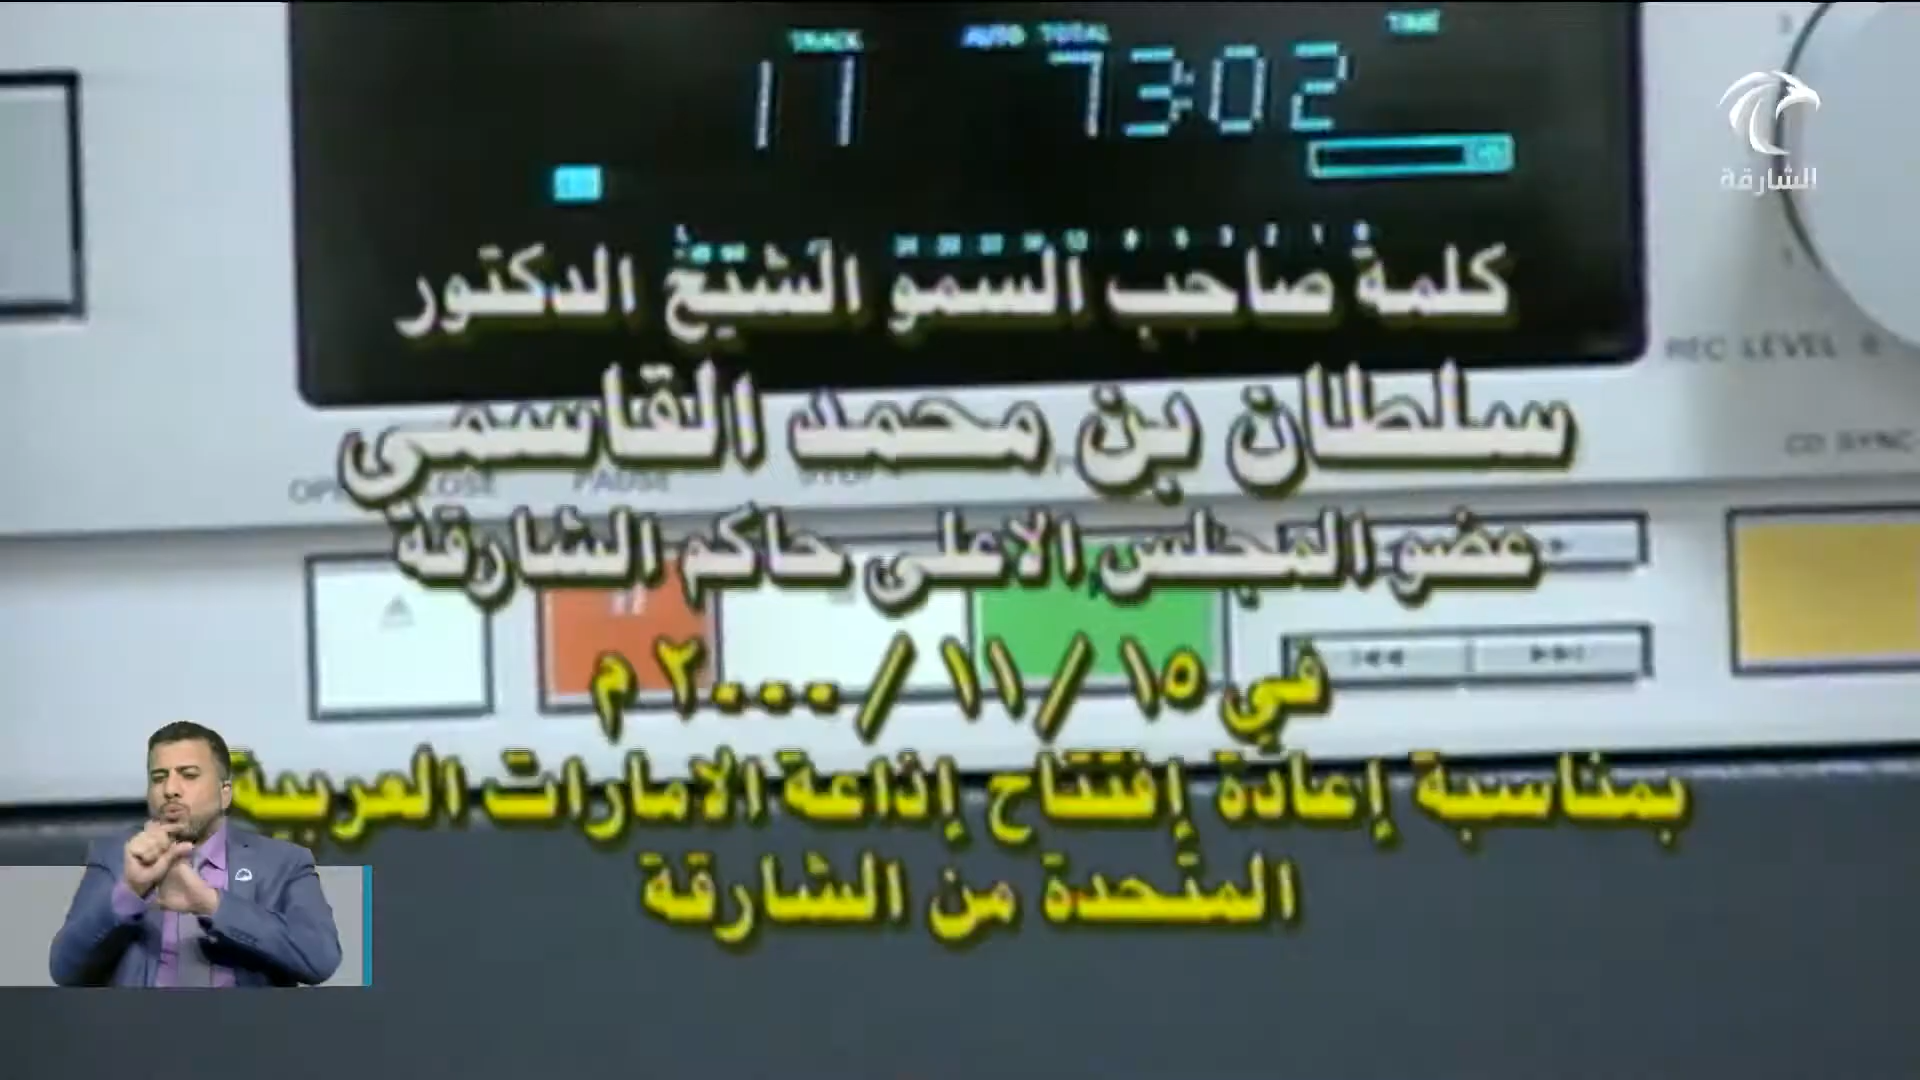 TRACK AUTO TOTAL TIME
17 73:02
الشارقة
كلمة صاحب السمو الشيخ الدكتور
REC LEVEL
سلطان بن محمد القاسمي
CD SYNC
PAUSE
عضو المجلس الاعلى حاكم الشارقة
في ١٥ / ١١ / ٢٠٠٠ م
بمناسبة إعادة إفتتاح إذاعة الامارات العربية
المتحدة من الشارقة